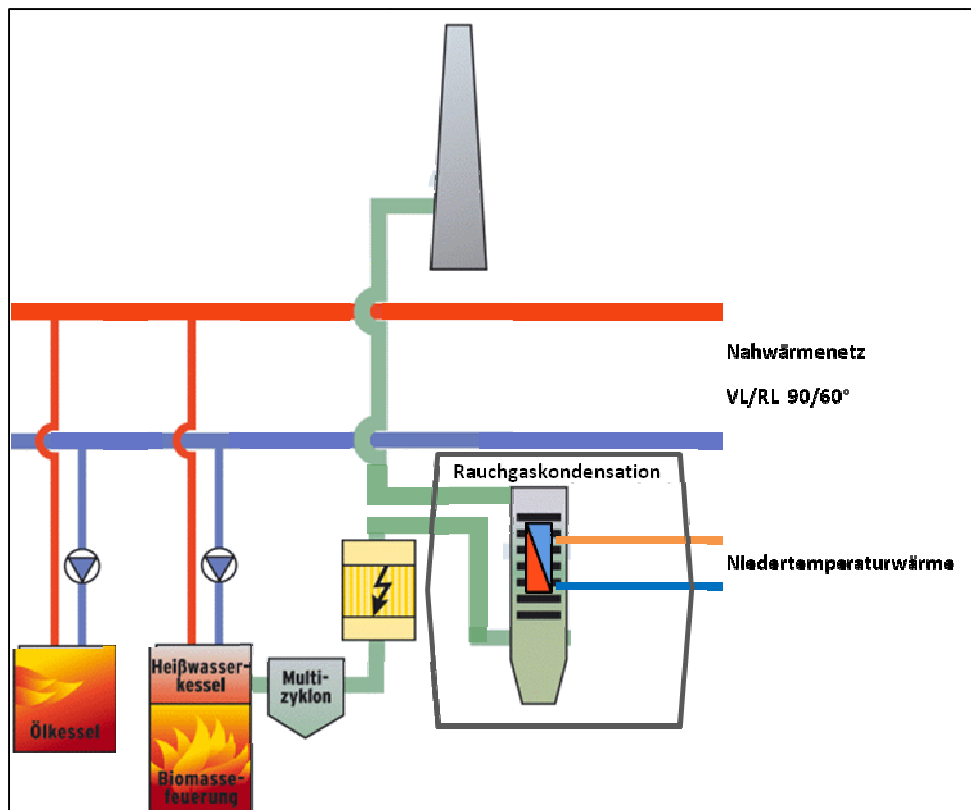 Nahwärmenetz
VL/RL 90/60°
Rauchgaskondensation
Niedertemperaturwärme
Heißwasser-
kessel
Multi-
zyklon
Ölkessel
Biomasse-
feuerung